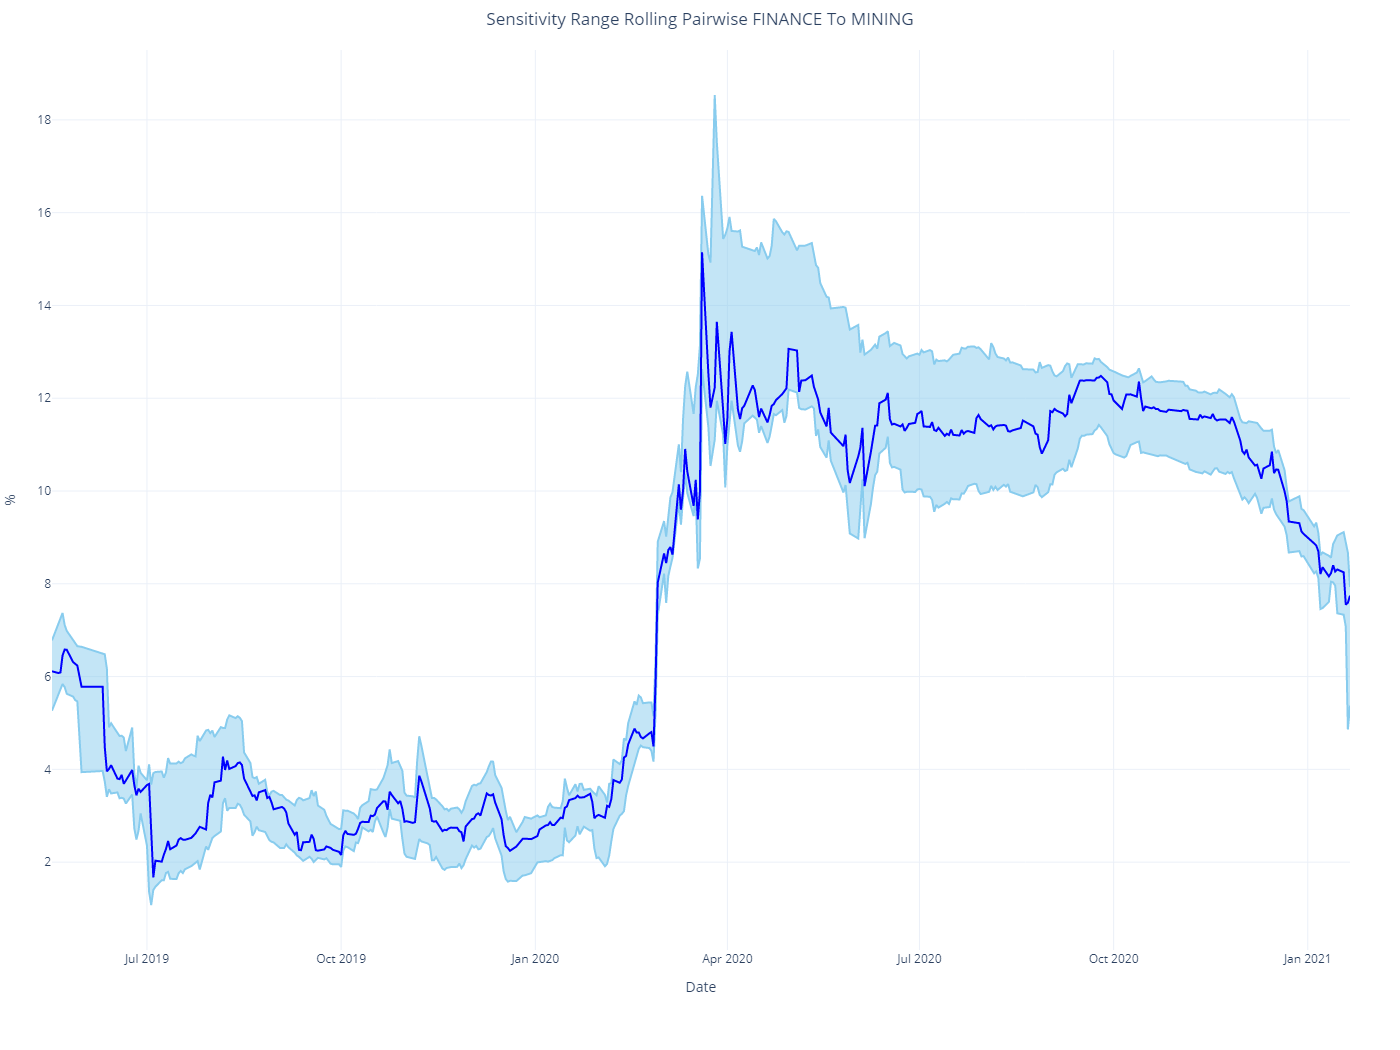 Sensitivity Range Rolling Pairwise FINANCE To MINING
18
16
14
12
10
8
6
4
2
%
Jul 2019
Oct 2019
Jan 2020
Apr 2020
Jul 2020
Oct 2020
Jan 2021
Date